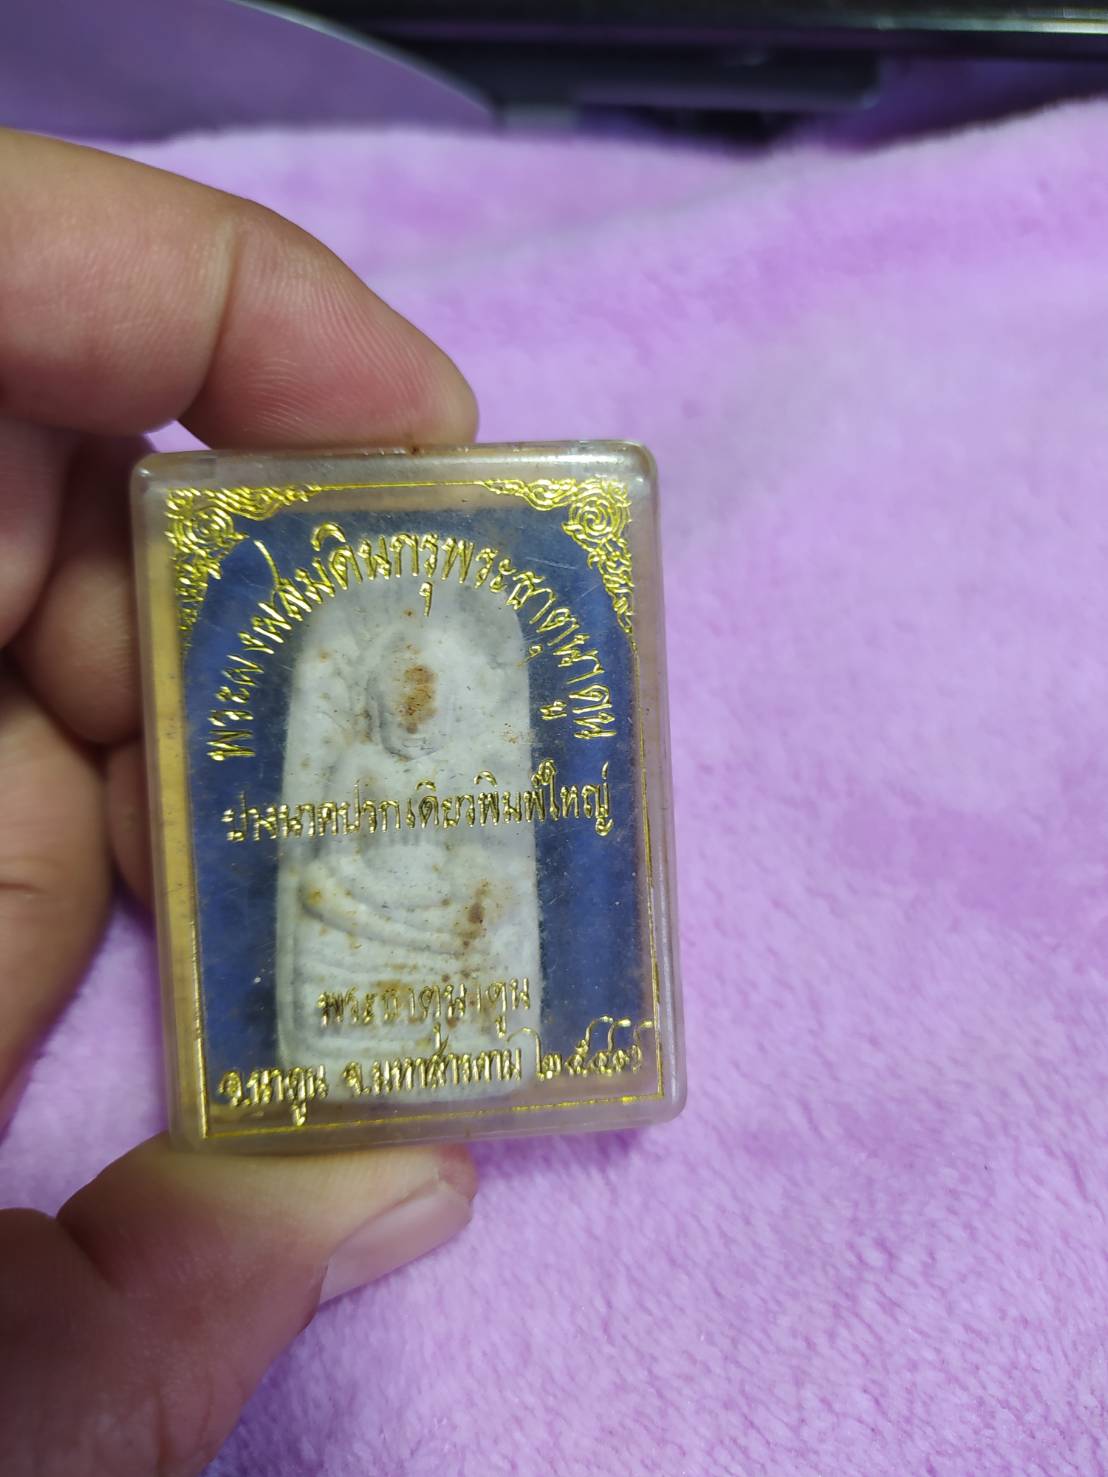 พระผงผสมดินกรุพระธาตุนาดูน
ปางนาคปรกเดี่ยวพิมพ์ใหญ่
พระธาตุนาดูน
อ.นาดูน จ.มหาสารคาม